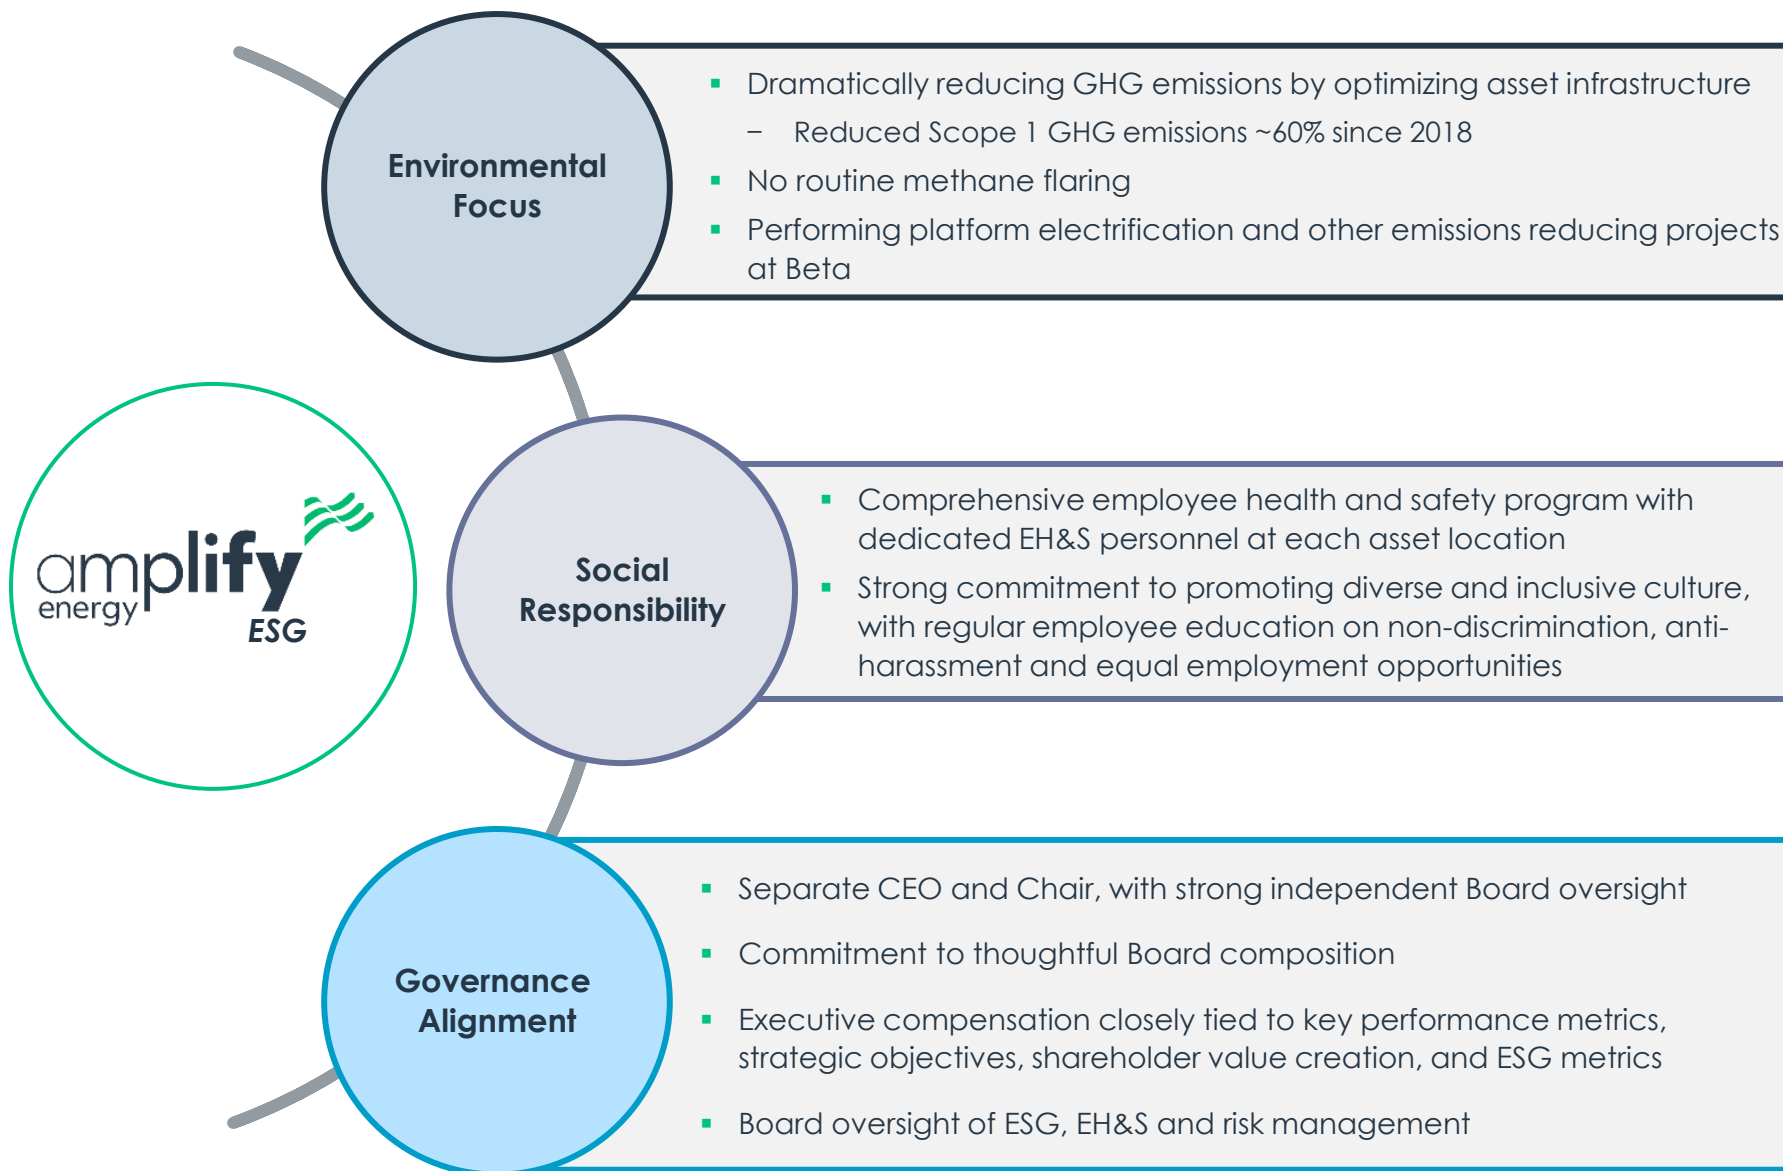 Environmental
Focus
▪ Dramatically reducing GHG emissions by optimizing asset infrastructure
− Reduced Scope 1 GHG emissions ~60% since 2018
▪ No routine methane flaring
▪ Performing platform electrification and other emissions reducing projects
at Beta
amplify
energy
ESG
Social
Responsibility
▪ Comprehensive employee health and safety program with
dedicated EH&S personnel at each asset location
▪ Strong commitment to promoting diverse and inclusive culture,
with regular employee education on non-discrimination, anti-
harassment and equal employment opportunities
Governance
Alignment
▪ Separate CEO and Chair, with strong independent Board oversight
▪ Commitment to thoughtful Board composition
▪ Executive compensation closely tied to key performance metrics,
strategic objectives, shareholder value creation, and ESG metrics
▪ Board oversight of ESG, EH&S and risk management